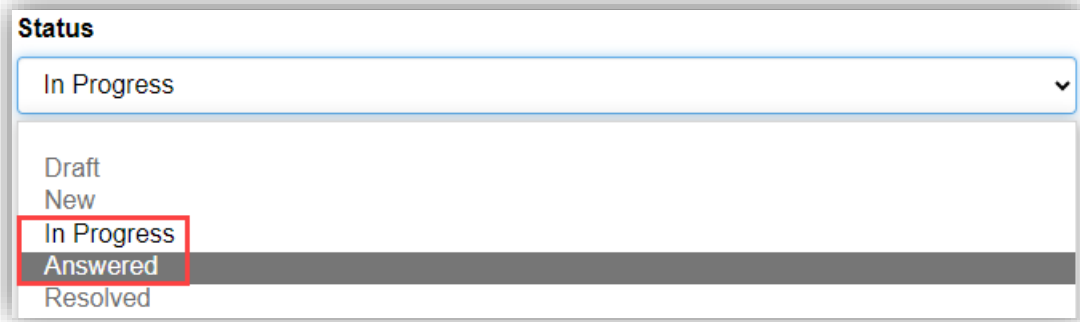 Status
In Progress
Draft
New
In Progress
Answered
Resolved